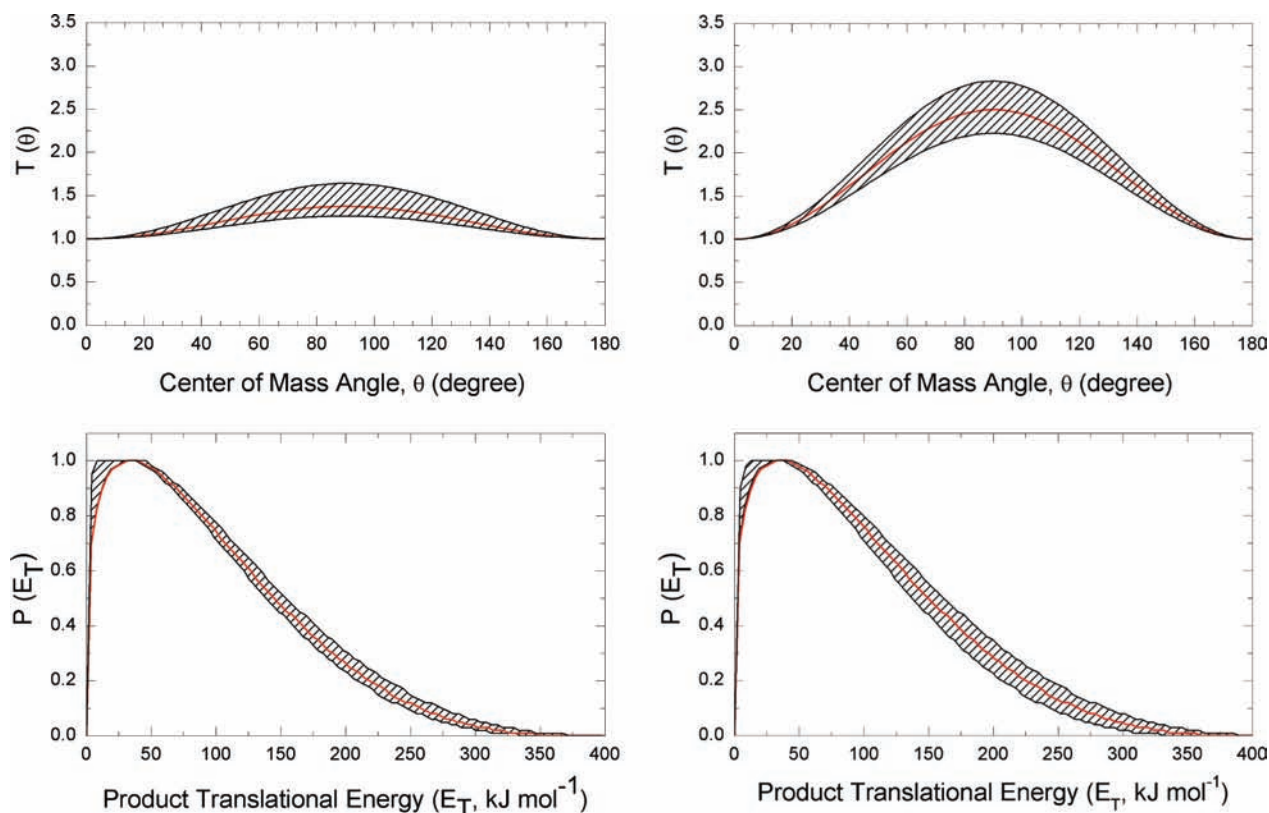 3.5
3.0
2.5
2.0
1.5
1.0
0.5
0.0
T (θ)
0 20 40 60 80 100 120 140 160 180
Center of Mass Angle, θ (degree)
3.5
3.0
2.5
2.0
1.5
1.0
0.5
0.0
T (θ)
0 20 40 60 80 100 120 140 160 180
Center of Mass Angle, θ (degree)
1.0
0.8
0.6
0.4
0.2
0.0
P (E_T)
0 50 100 150 200 250 300 350 400
Product Translational Energy (E_T, kJ mol⁻¹)
1.0
0.8
0.6
0.4
0.2
0.0
P (E_T)
0 50 100 150 200 250 300 350 400
Product Translational Energy (E_T, kJ mol⁻¹)